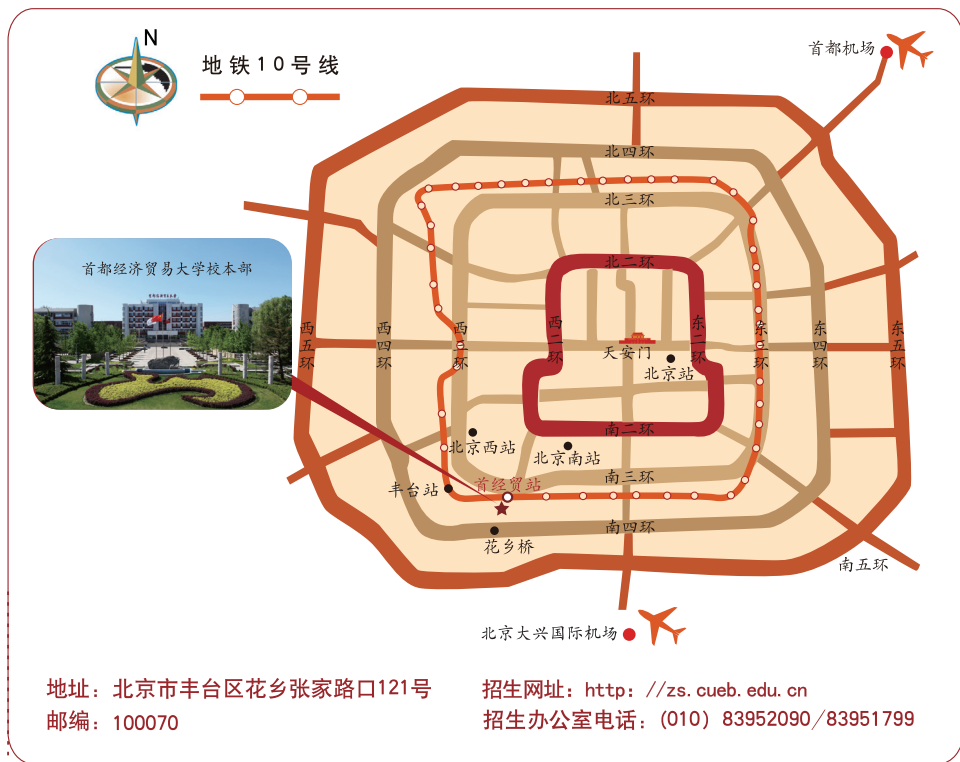 N
地铁10号线
首都机场
北五环
北四环
北三环
北二环
首都经济贸易大学校本部
西五环
西四环
西三环
西二环
东二环
东三环
东四环
东五环
天安门
北京站
南二环
北京西站
北京南站
南三环
首经贸站
丰台站
南四环
花乡桥
南五环
北京大兴国际机场
地址：北京市丰台区花乡张家路口121号
邮编：100070
招生网址：http：//zs.cueb.edu.cn
招生办公室电话：(010) 83952090/83951799